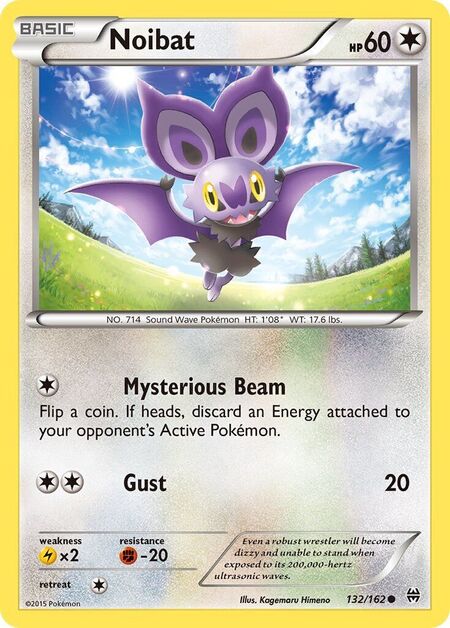 BASIC
Noibat
HP60
NO. 714 Sound Wave Pokémon HT: 1'08" WT: 17.6 lbs.
Mysterious Beam
Flip a coin. If heads, discard an Energy attached to
your opponent's Active Pokémon.
Gust 20
weakness
×2
resistance
-20
retreat
Even a robust wrestler will become
dizzy and unable to stand when
exposed to its 200,000-hertz
ultrasonic waves.
©2015 Pokémon
Illus. Kagemaru Himeno
132/162